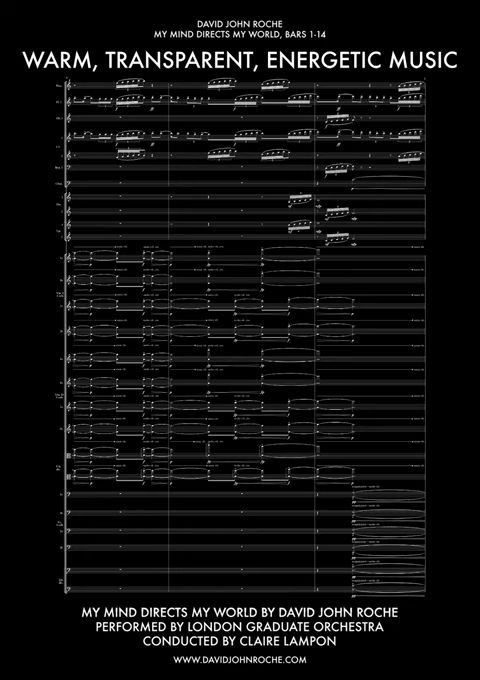 DAVID JOHN ROCHE
MY MIND DIRECTS MY WORLD, BARS 1-14
WARM, TRANSPARENT, ENERGETIC MUSIC
MY MIND DIRECTS MY WORLD BY DAVID JOHN ROCHE
PERFORMED BY LONDON GRADUATE ORCHESTRA
CONDUCTED BY CLAIRE LAMPON
WWW.DAVIDJOHNROCHE.COM